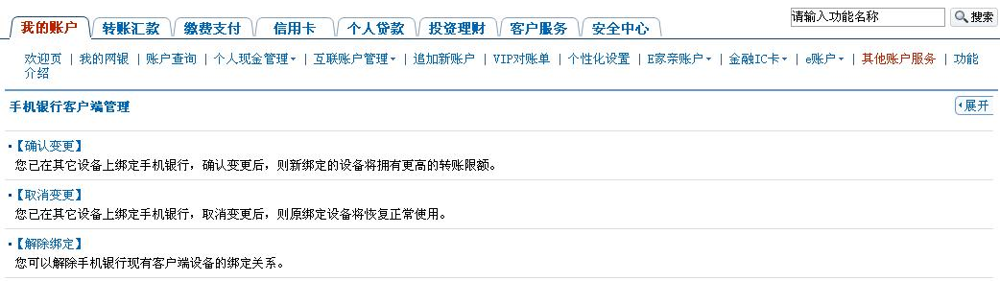 我的账户 转账汇款 缴费支付 信用卡 个人贷款 投资理财 客户服务 安全中心 请输入功能名称 搜索
欢迎页 | 我的网银 | 账户查询 | 个人现金管理 | 互联账户管理 | 追加新账户 | VIP对账单 | 个性化设置 | E家亲账户 | 金融IC卡 | e账户 | 其他账户服务 | 功能
介绍
手机银行客户端管理 展开
【确认变更】
您已在其它设备上绑定手机银行，确认变更后，则新绑定的设备将拥有更高的转账限额。
【取消变更】
您已在其它设备上绑定手机银行，取消变更后，则原绑定设备将恢复正常使用。
【解除绑定】
您可以解除手机银行现有客户端设备的绑定关系。